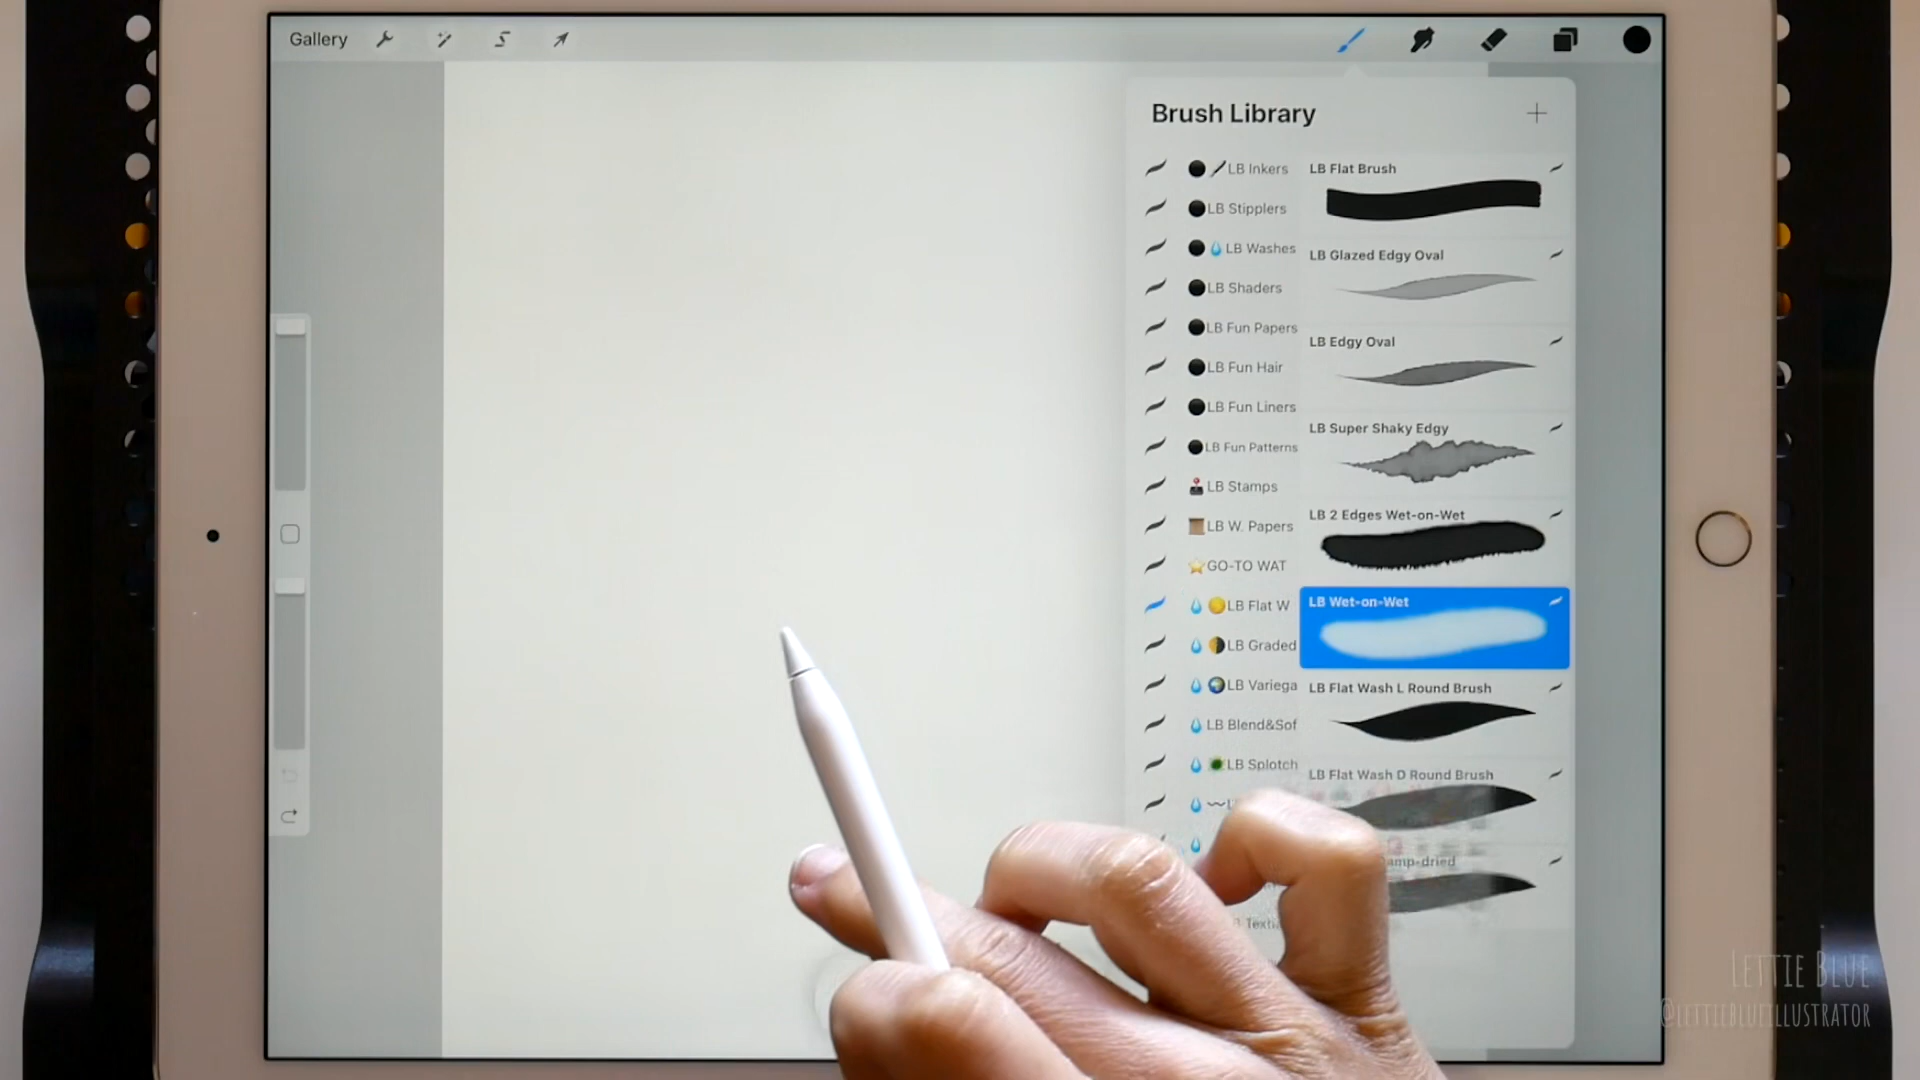 Gallery
Brush Library
LB Inkers
LB Stipplers
LB Washes
LB Shaders
LB Fun Papers
LB Fun Hair
LB Fun Liners
LB Fun Patterns
LB Stamps
LB W. Papers
GO-TO WAT
LB Flat W
LB Graded
LB Variega
LB Blend&Sof
LB Splotch
LB Flat Brush
LB Glazed Edgy Oval
LB Edgy Oval
LB Super Shaky Edgy
LB 2 Edges Wet-on-Wet
LB Wet-on-Wet
LB Flat Wash L Round Brush
LB Flat Wash D Round Brush
amp-dried
Lettie Blue
@lettieblueillustrator